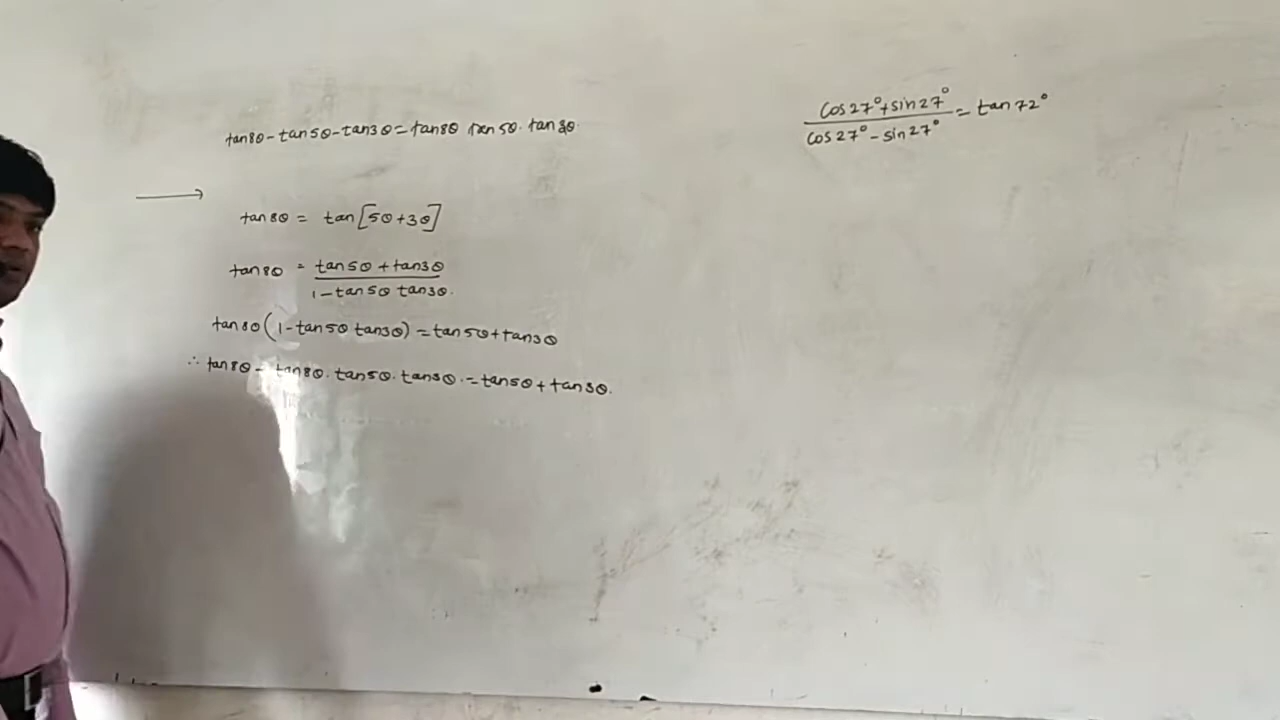 tan8θ-tan5θ-tan3θ=tan8θ tan5θ.tan3θ
tan8θ = tan[5θ+3θ]
tan8θ = tan5θ+tan3θ
1-tan5θ tan3θ.
tan8θ(1-tan5θ tan3θ)=tan5θ+tan3θ
∴ tan8θ- tan8θ.tan5θ.tan3θ.=tan5θ+tan3θ.
cos27°+sin27° = tan72°
cos27°-sin27°